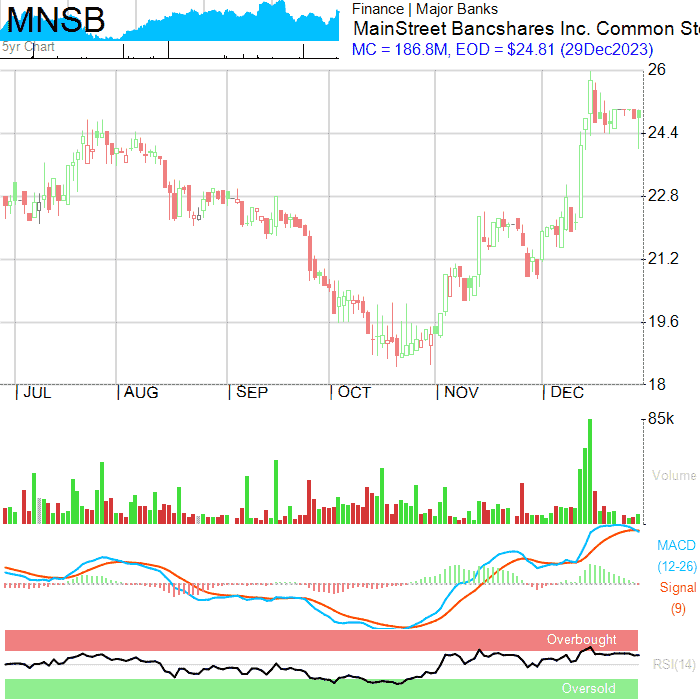 MNSB
5yr Chart
Finance | Major Banks
MainStreet Bancshares Inc. Common Sto
MC = 186.8M, EOD = $24.81 (29Dec2023)
26
24.4
22.8
21.2
19.6
18
JUL AUG SEP OCT NOV DEC
85k
Volume
MACD
(12-26)
Signal
(9)
Overbought
RSI(14)
Oversold